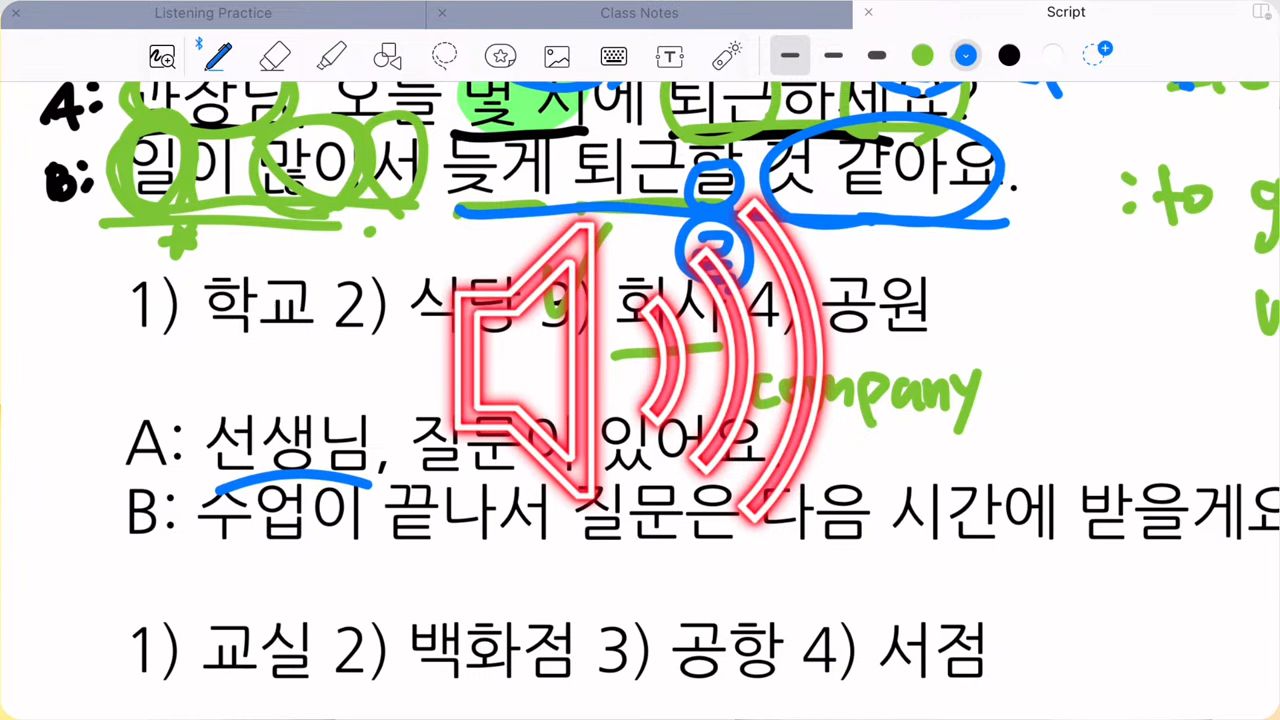 Listening Practice Class Notes Script
A: 오늘 몇 시에 퇴근하세요?
B: 일이 많아서 늦게 퇴근할 것 같아요.
: to
1) 학교 2) 식당 3) 회사 4) 공원
company
A: 선생님, 질문이 있어요.
B: 수업이 끝나서 질문은 다음 시간에 받을게요
1) 교실 2) 백화점 3) 공항 4) 서점